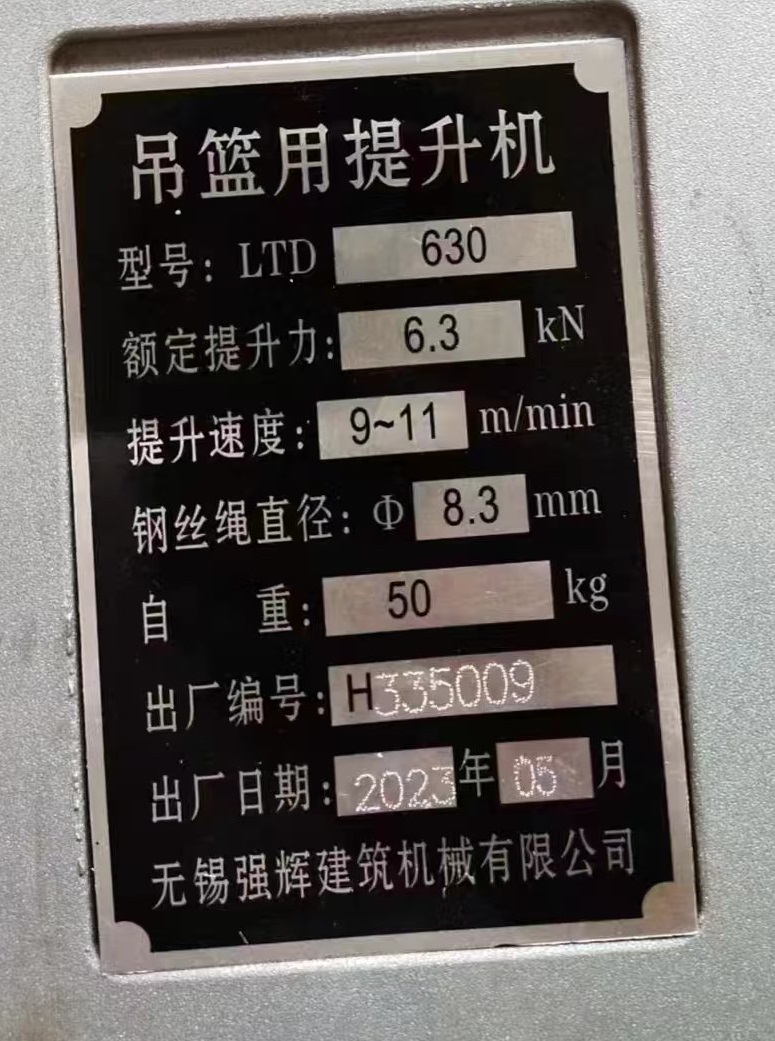 吊篮用提升机
型号：LTD 630
额定提升力：6.3 kN
提升速度：9~11 m/min
钢丝绳直径：Φ 8.3 mm
自 重：50 kg
出厂编号：H335009
出厂日期：2023年05月
无锡强辉建筑机械有限公司